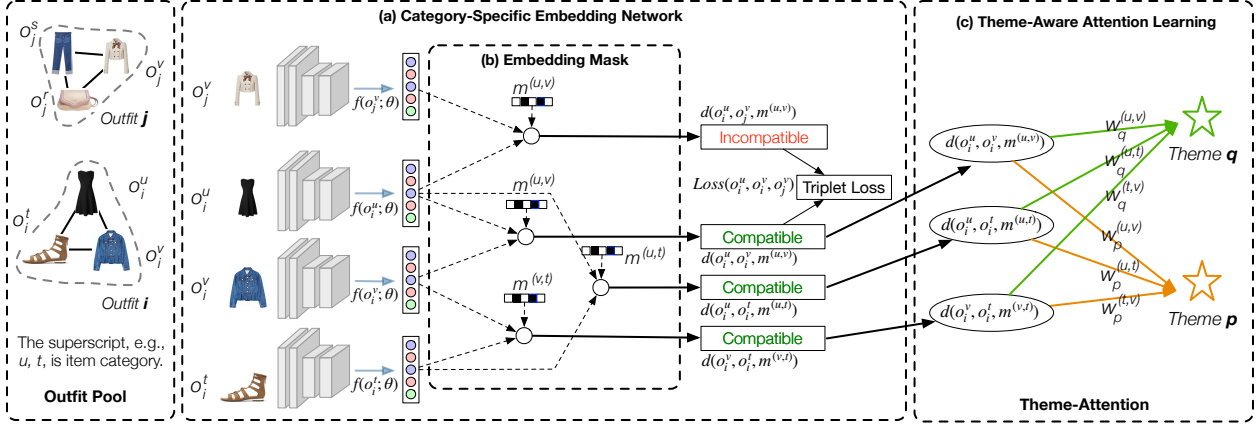 O_j^s
O_j^v
O_j^r
Outfit j
O_i^u
O_i^t
O_i^v
Outfit i
The superscript, e.g.,
u, t, is item category.
Outfit Pool
(a) Category-Specific Embedding Network
O_j^v
f(o_j^v; θ)
O_i^u
f(o_i^u; θ)
O_i^v
f(o_i^v; θ)
O_i^t
f(o_i^t; θ)
(b) Embedding Mask
m^(u,v)
m^(u,v)
m^(u,t)
m^(v,t)
d(o_i^u, o_j^v, m^(u,v))
Incompatible
Loss(o_i^u, o_i^v, o_j^v)
Triplet Loss
Compatible
d(o_i^u, o_i^v, m^(u,v))
Compatible
d(o_i^u, o_i^t, m^(u,t))
Compatible
d(o_i^v, o_i^t, m^(v,t))
(c) Theme-Aware Attention Learning
d(o_i^u, o_i^v, m^(u,v))
d(o_i^u, o_i^t, m^(u,t))
d(o_i^v, o_i^t, m^(v,t))
w_q^(u,v)
w_q^(u,t)
w_q^(t,v)
w_p^(u,v)
w_p^(u,t)
w_p^(t,v)
Theme q
Theme p
Theme-Attention